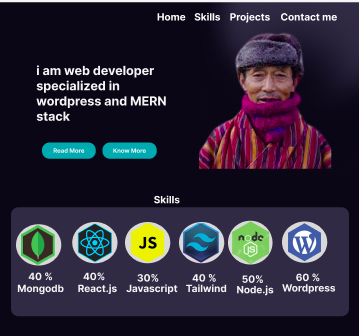 Home Skills Projects Contact me
i am web developer
specialized in
wordpress and MERN
stack
Read More Know More
Skills
JS
node
JS
40 % 40% 30% 40 % 50% 60 %
Mongodb React.js Javascript Tailwind Node.js Wordpress